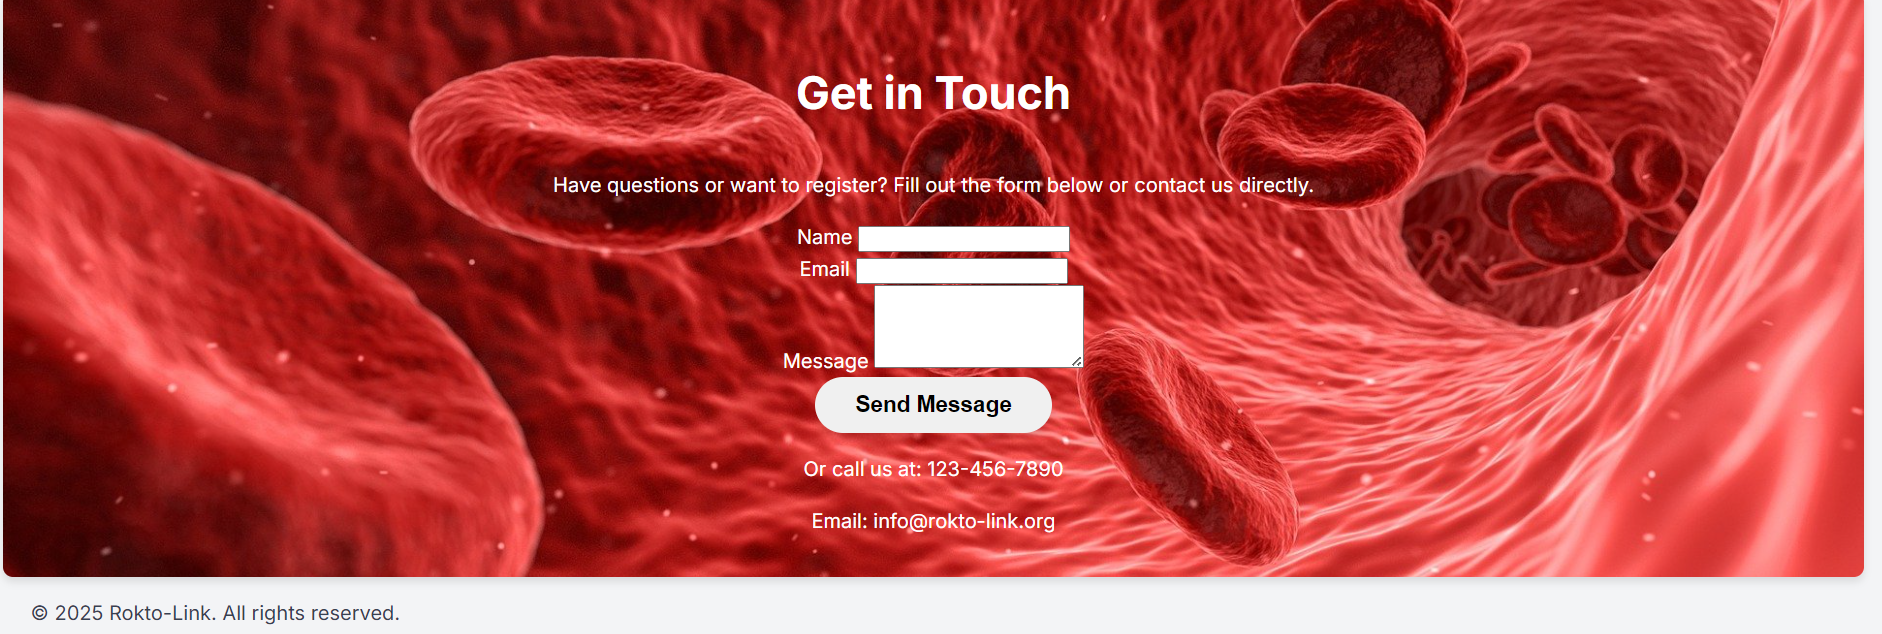 Get in Touch
Have questions or want to register? Fill out the form below or contact us directly.
Name
Email
Message
Send Message
Or call us at: 123-456-7890
Email: info@rokto-link.org
© 2025 Rokto-Link. All rights reserved.